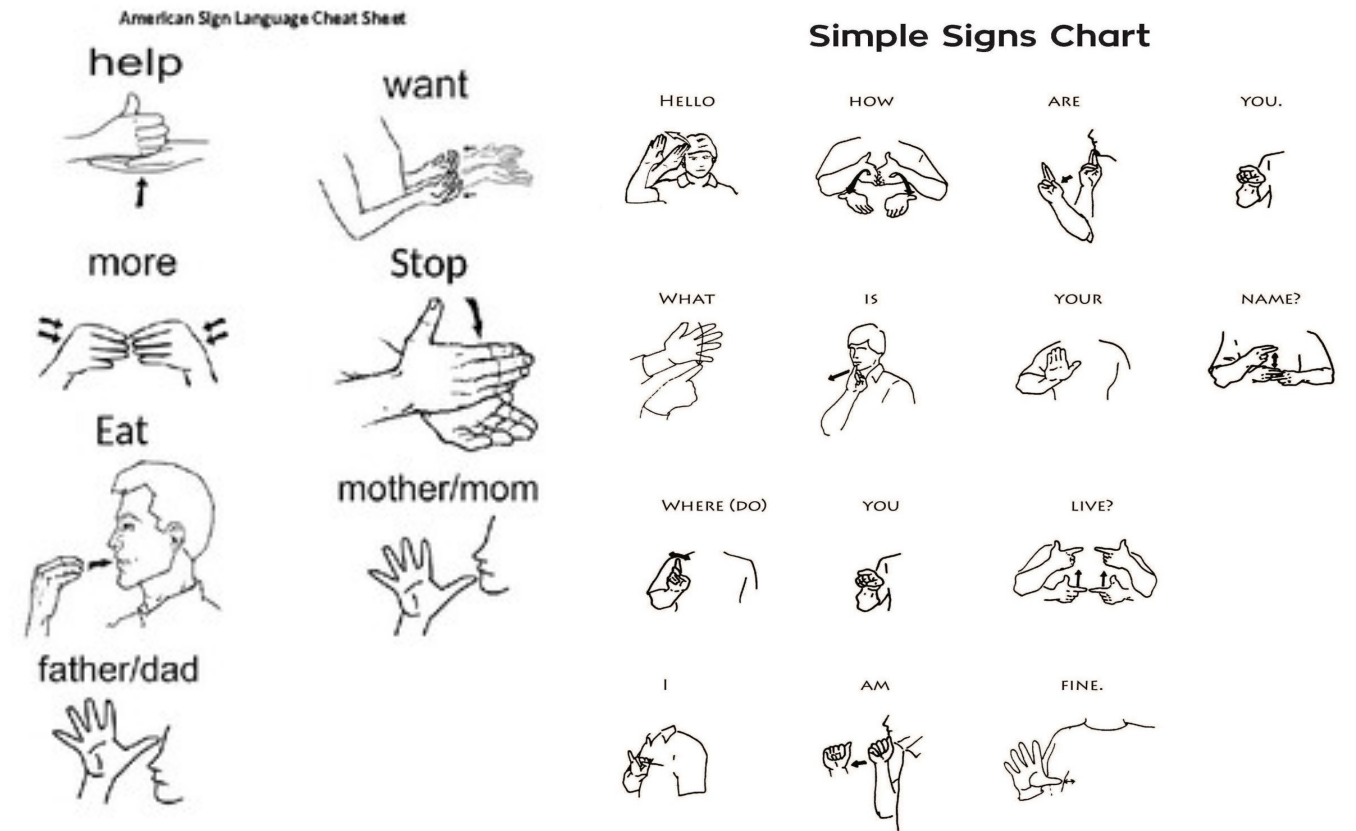 American Sign Language Cheat Sheet
help
want
more
Stop
Eat
mother/mom
father/dad
Simple Signs Chart
HELLO HOW ARE YOU.
WHAT IS YOUR NAME?
WHERE (DO) YOU LIVE?
I AM FINE.